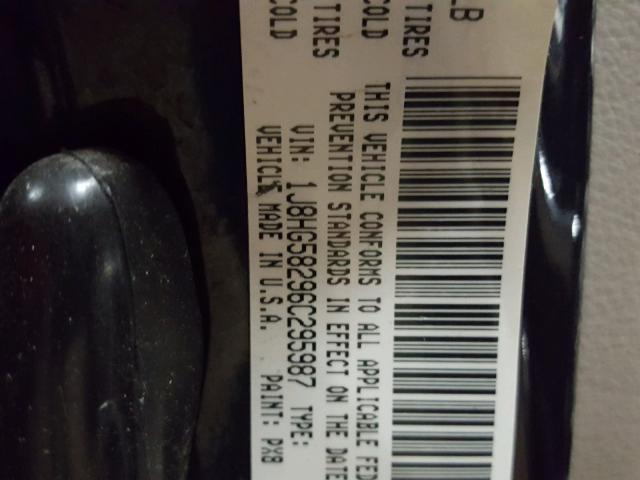 LB
TIRES
COLD
TIRES
COLD
THIS VEHICLE CONFORMS TO ALL APPLICABLE FED
PREVENTION STANDARDS IN EFFECT ON THE DATE
VIN: 1J8HG58296C295987 TYPE:
VEHICLE MADE IN U.S.A. PAINT: PX8